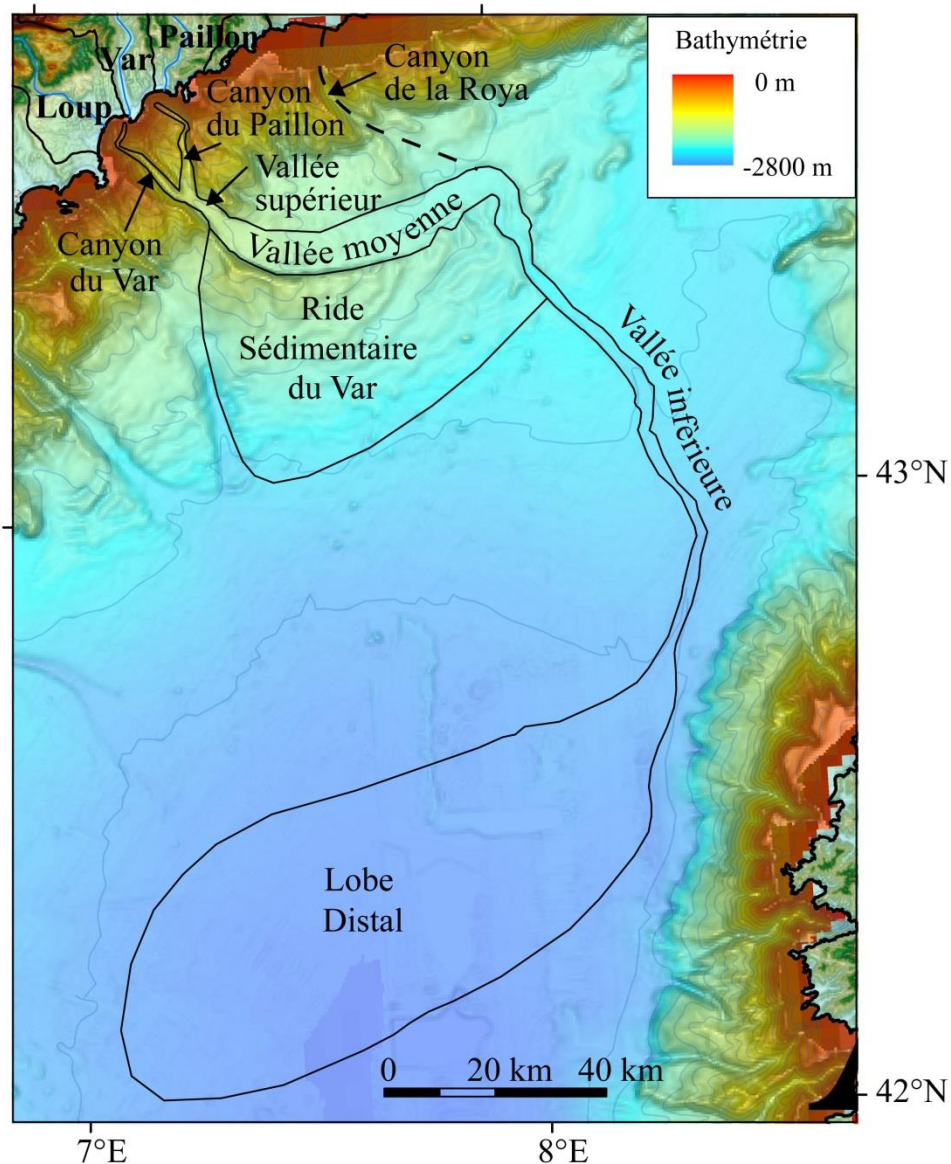 Paillon
Var
Loup
Canyon
du Paillon
Canyon
de la Roya
Vallée
supérieur
Canyon
du Var
Vallée moyenne
Ride
Sédimentaire
du Var
Vallée infèrieure
Lobe
Distal
Bathymétrie
0 m
-2800 m
43°N
42°N
0
20 km
40 km
7°E
8°E